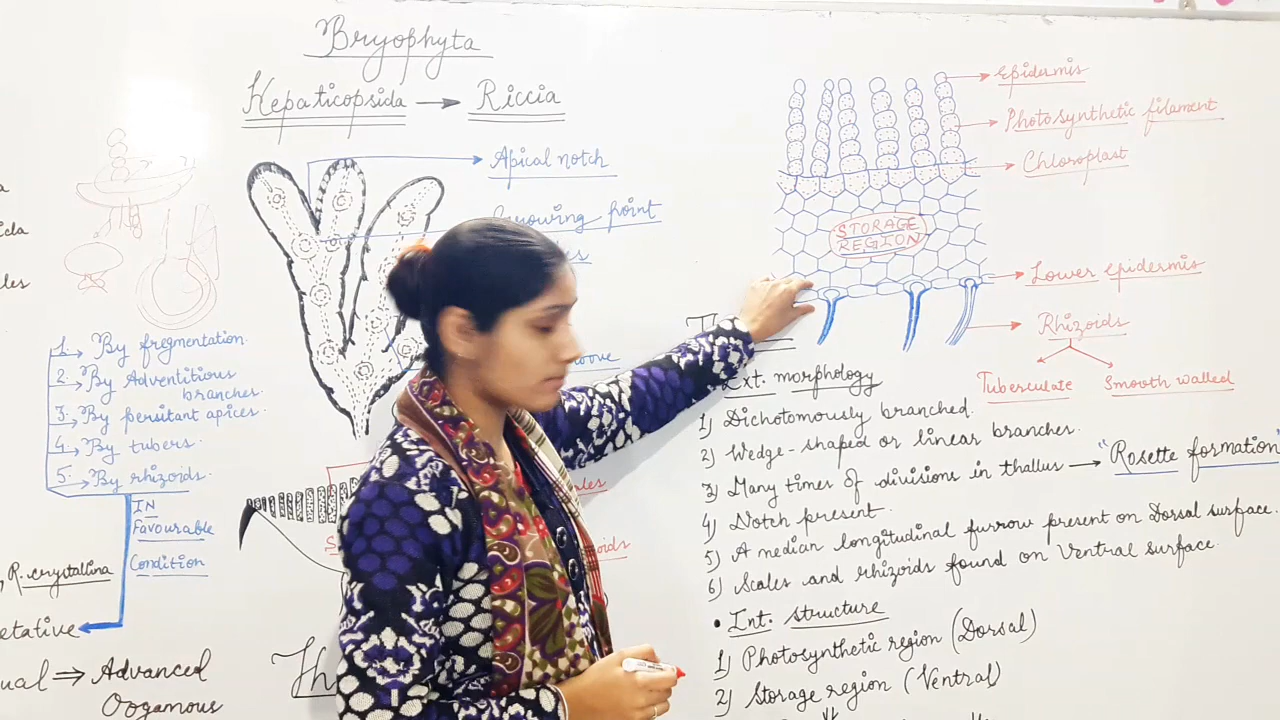 Bryophyta
Hepaticopsida → Riccia
Apical notch
Growing point
1. By fregmentation.
2. By Adventitious branches.
3. By persitant apices.
4. By tubers.
5. By rhizoids.
IN
Favourable
Condition
R. crystallina
⇒ Advanced
Oogamous
Epidermis
Photosynthetic filament
Chloroplast
STORAGE
REGION
Lower epidermis
Rhizoids
Tuberculate
Smooth walled
Ext. morphology
1) Dichotomously branched.
2) Wedge-shaped or linear branches.
3) Many times of divisions in thallus → "Rosette formation"
4) Notch present.
5) A median longitudinal furrow present on Dorsal surface.
6) Scales and rhizoids found on Ventral surface.
• Int. structure
1) Photosynthetic region (Dorsal)
2) Storage region (Ventral)